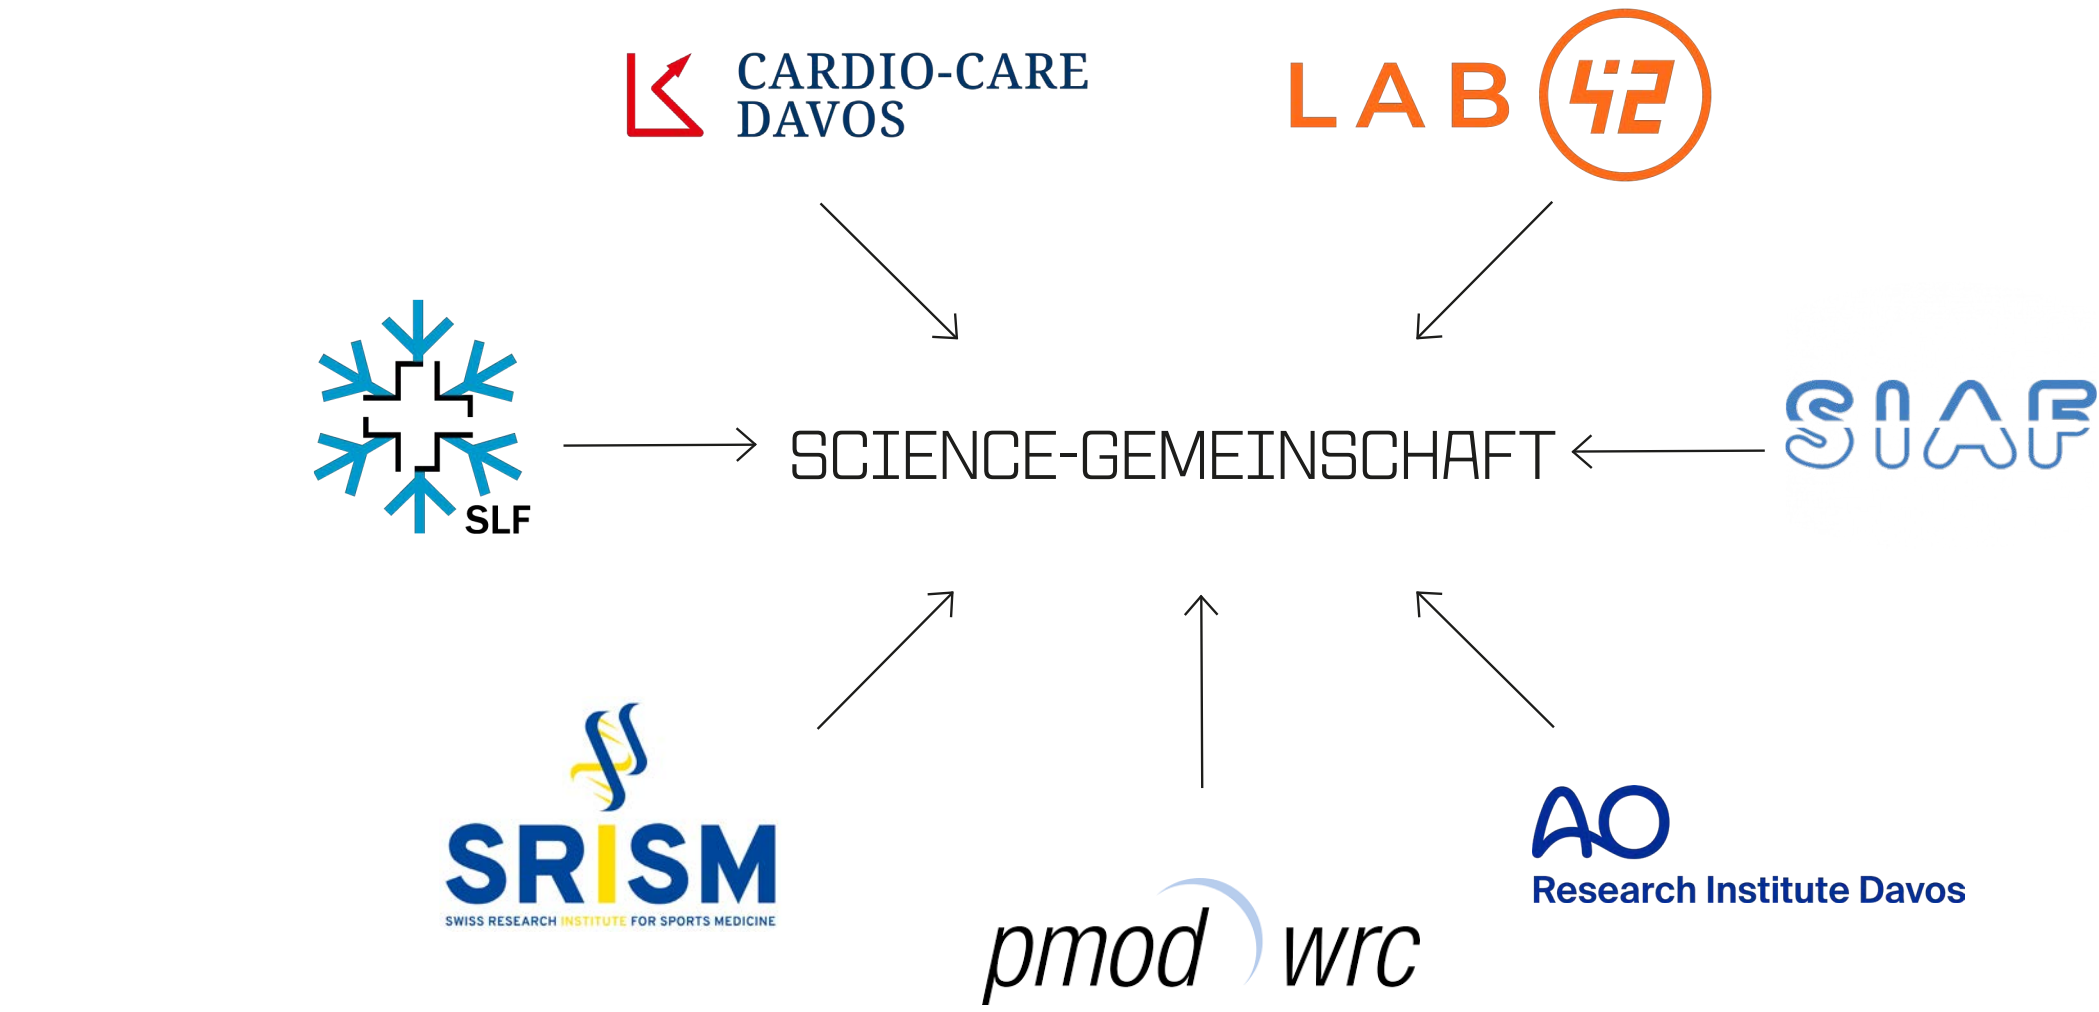 CARDIO-CARE
DAVOS
LAB 42
SLF
SCIENCE-GEMEINSCHAFT
SIAF
SRISM
SWISS RESEARCH INSTITUTE FOR SPORTS MEDICINE
pmod wrc
AO
Research Institute Davos